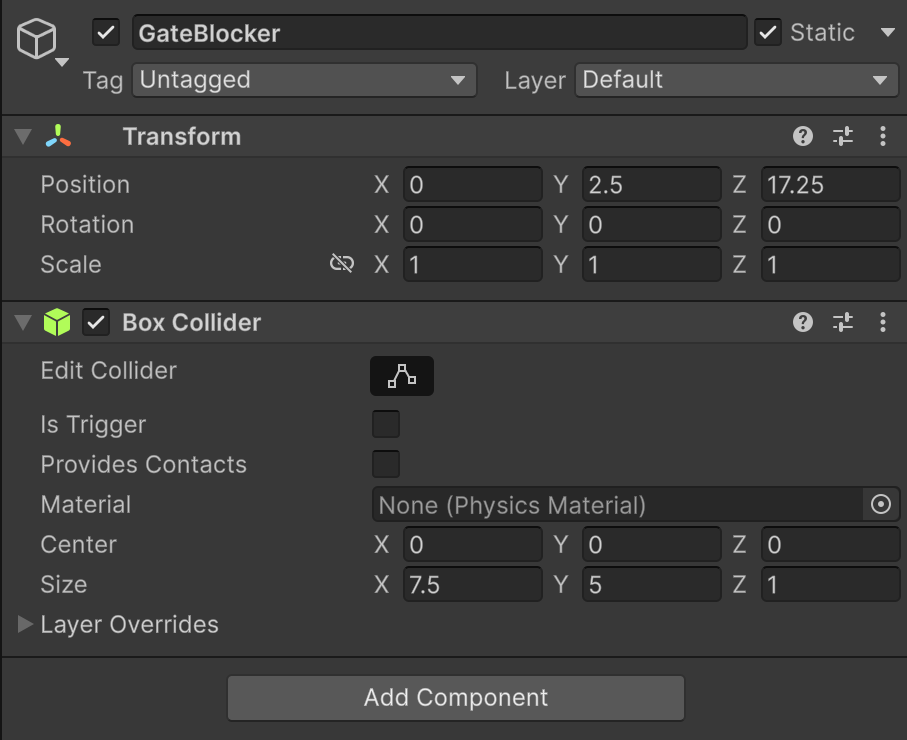 GateBlocker Static
Tag Untagged Layer Default
Transform
Position X 0 Y 2.5 Z 17.25
Rotation X 0 Y 0 Z 0
Scale X 1 Y 1 Z 1
Box Collider
Edit Collider
Is Trigger
Provides Contacts
Material None (Physics Material)
Center X 0 Y 0 Z 0
Size X 7.5 Y 5 Z 1
Layer Overrides
Add Component